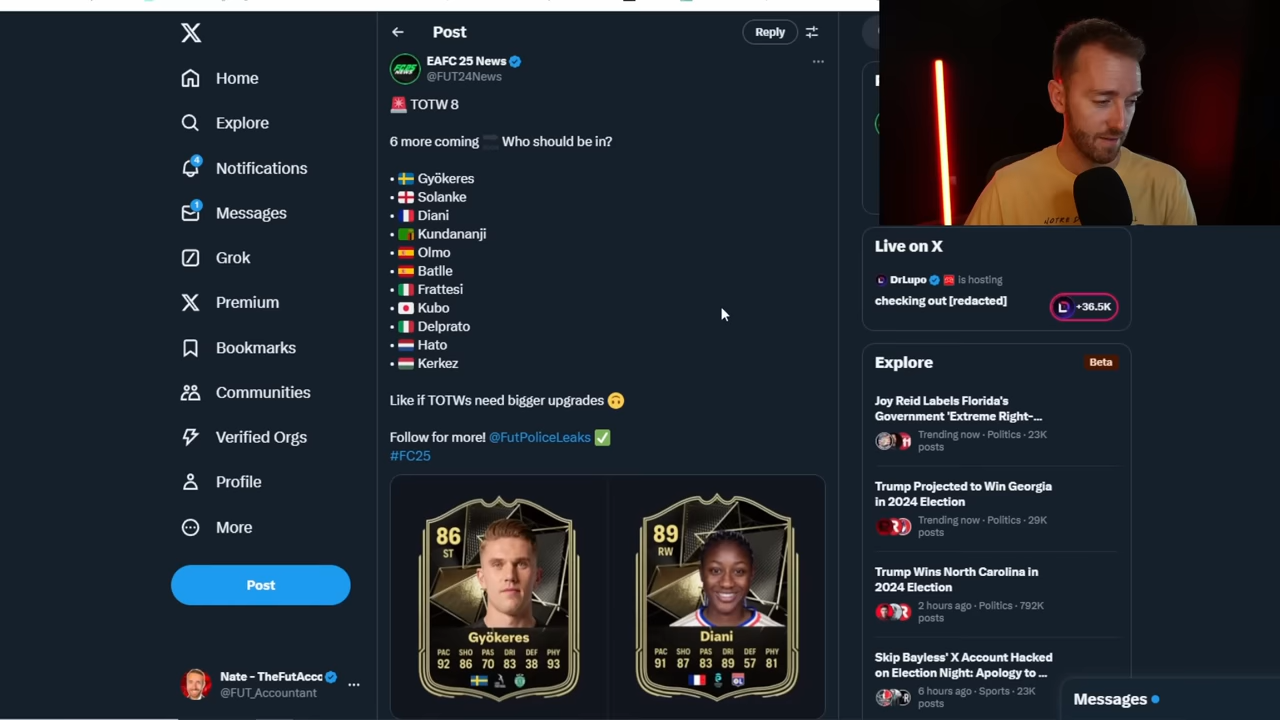 Home
Explore
4
Notifications
1
Messages
Grok
Premium
Bookmarks
Communities
Verified Orgs
Profile
More
Post
Nate - TheFutAccc
@FUT_Accountant
Post
Reply
EAFC 25 News
@FUT24News
🚨 TOTW 8
6 more coming Who should be in?
• 🇸🇪 Gyökeres
• 🏴󠁧󠁢󠁥󠁮󠁧󠁿 Solanke
• 🇫🇷 Diani
• 🇿🇲 Kundananji
• 🇪🇸 Olmo
• 🇪🇸 Batlle
• 🇮🇹 Frattesi
• 🇯🇵 Kubo
• 🇮🇹 Delprato
• 🇳🇱 Hato
• 🇭🇺 Kerkez
Like if TOTWs need bigger upgrades 🙃
Follow for more! @FutPoliceLeaks ✅
#FC25
86
ST
Gyökeres
PAC SHO PAS DRI DEF PHY
92 86 70 83 38 93
89
RW
Diani
PAC SHO PAS DRI DEF PHY
91 87 83 89 57 81
Live on X
DrLupo is hosting
checking out [redacted]
+36.5K
Explore
Beta
Joy Reid Labels Florida's
Government 'Extreme Right-...
Trending now · Politics · 23K
posts
Trump Projected to Win Georgia
in 2024 Election
Trending now · Politics · 29K
posts
Trump Wins North Carolina in
2024 Election
2 hours ago · Politics · 792K
posts
Skip Bayless' X Account Hacked
on Election Night: Apology to ...
6 hours ago · Sports · 23K
posts
Messages